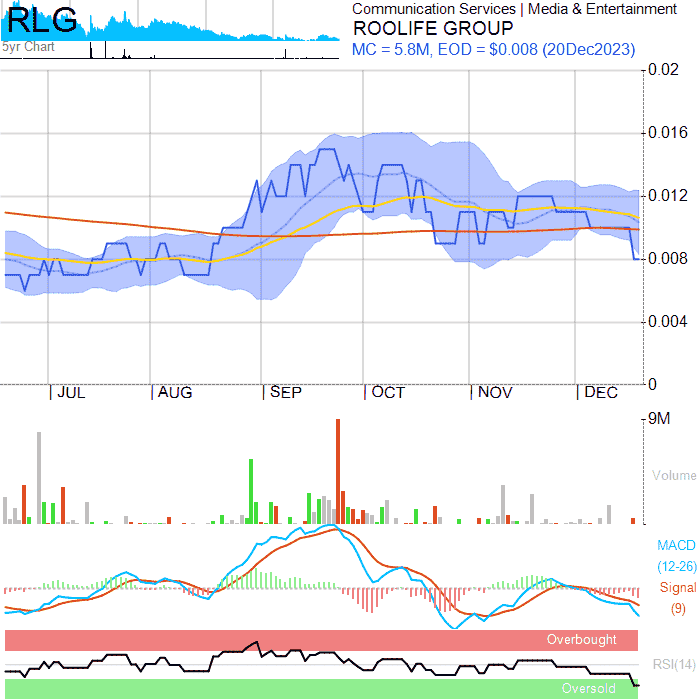 RLG
5yr Chart
Communication Services | Media & Entertainment
ROOLIFE GROUP
MC = 5.8M, EOD = $0.008 (20Dec2023)
0.02
0.016
0.012
0.008
0.004
0
JUL
AUG
SEP
OCT
NOV
DEC
9M
Volume
MACD
(12-26)
Signal
(9)
Overbought
RSI(14)
Oversold